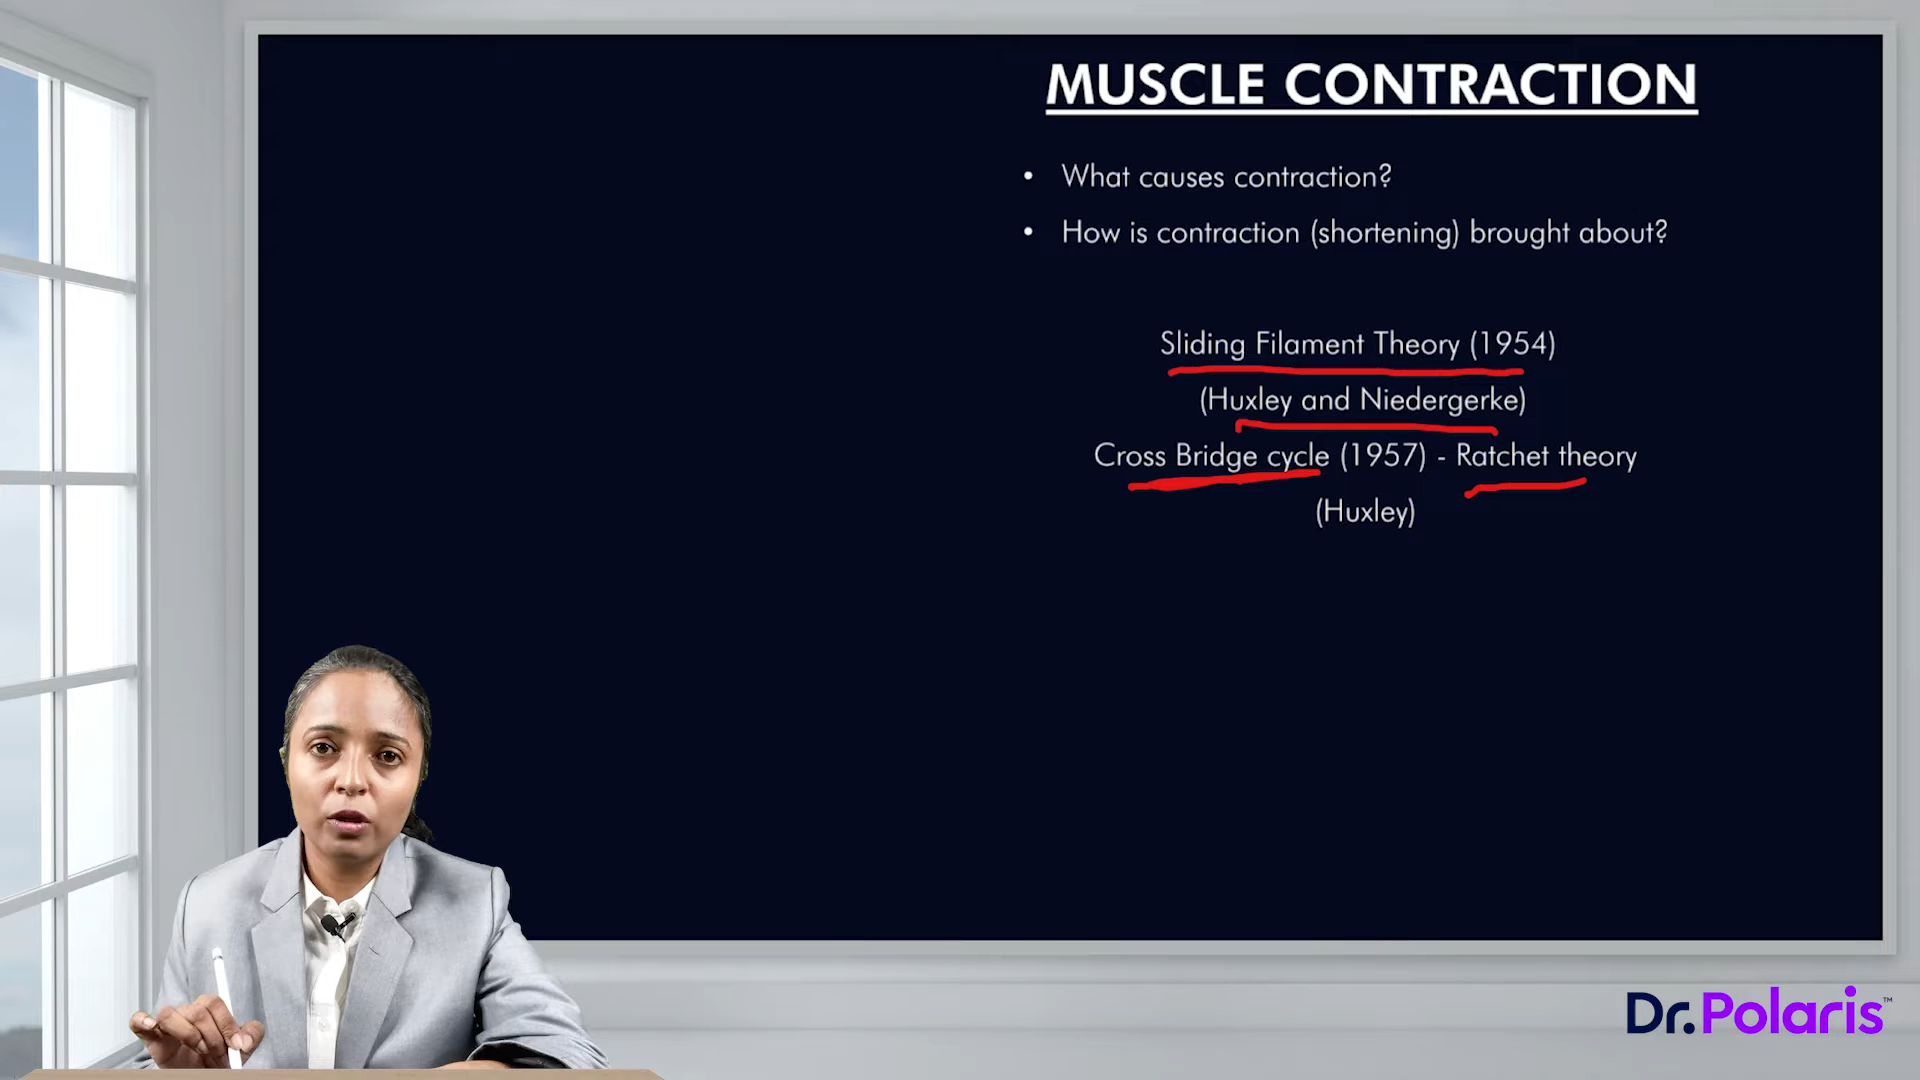 MUSCLE CONTRACTION
• What causes contraction?
• How is contraction (shortening) brought about?
Sliding Filament Theory (1954)
(Huxley and Niedergerke)
Cross Bridge cycle (1957) - Ratchet theory
(Huxley)
Dr.Polaris™